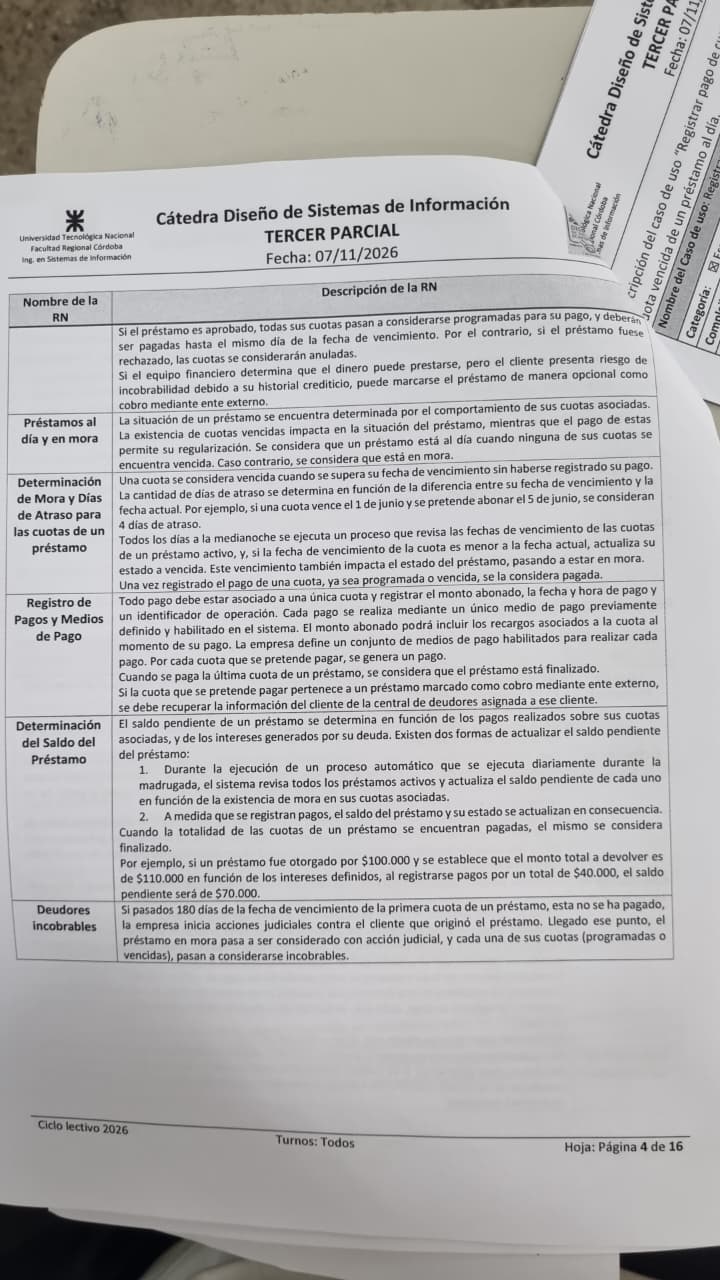 Universidad Tecnológica Nacional
Facultad Regional Córdoba
Ing. en Sistemas de Información
Cátedra Diseño de Sistemas de Información
TERCER PARCIAL
Fecha: 07/11/2026
Nombre de la
RN
Descripción de la RN
Si el préstamo es aprobado, todas sus cuotas pasan a considerarse programadas para su pago, y deberán
ser pagadas hasta el mismo día de la fecha de vencimiento. Por el contrario, si el préstamo fuese
rechazado, las cuotas se considerarán anuladas.
Si el equipo financiero determina que el dinero puede prestarse, pero el cliente presenta riesgo de
incobrabilidad debido a su historial crediticio, puede marcarse el préstamo de manera opcional como
cobro mediante ente externo.
Préstamos al
día y en mora
La situación de un préstamo se encuentra determinada por el comportamiento de sus cuotas asociadas.
La existencia de cuotas vencidas impacta en la situación del préstamo, mientras que el pago de estas
permite su regularización. Se considera que un préstamo está al día cuando ninguna de sus cuotas se
encuentra vencida. Caso contrario, se considera que está en mora.
Determinación
de Mora y Días
de Atraso para
las cuotas de un
préstamo
Una cuota se considera vencida cuando se supera su fecha de vencimiento sin haberse registrado su pago.
La cantidad de días de atraso se determina en función de la diferencia entre su fecha de vencimiento y la
fecha actual. Por ejemplo, si una cuota vence el 1 de junio y se pretende abonar el 5 de junio, se consideran
4 días de atraso.
Todos los días a la medianoche se ejecuta un proceso que revisa las fechas de vencimiento de las cuotas
de un préstamo activo, y, si la fecha de vencimiento de la cuota es menor a la fecha actual, actualiza su
estado a vencida. Este vencimiento también impacta el estado del préstamo, pasando a estar en mora.
Una vez registrado el pago de una cuota, ya sea programada o vencida, se la considera pagada.
Registro de
Pagos y Medios
de Pago
Todo pago debe estar asociado a una única cuota y registrar el monto abonado, la fecha y hora de pago y
un identificador de operación. Cada pago se realiza mediante un único medio de pago previamente
definido y habilitado en el sistema. El monto abonado podrá incluir los recargos asociados a la cuota al
momento de su pago. La empresa define un conjunto de medios de pago habilitados para realizar cada
pago. Por cada cuota que se pretende pagar, se genera un pago.
Cuando se paga la última cuota de un préstamo, se considera que el préstamo está finalizado.
Si la cuota que se pretende pagar pertenece a un préstamo marcado como cobro mediante ente externo,
se debe recuperar la información del cliente de la central de deudores asignada a ese cliente.
Determinación
del Saldo del
Préstamo
El saldo pendiente de un préstamo se determina en función de los pagos realizados sobre sus cuotas
asociadas, y de los intereses generados por su deuda. Existen dos formas de actualizar el saldo pendiente
del préstamo:
1. Durante la ejecución de un proceso automático que se ejecuta diariamente durante la
madrugada, el sistema revisa todos los préstamos activos y actualiza el saldo pendiente de cada uno
en función de la existencia de mora en sus cuotas asociadas.
2. A medida que se registran pagos, el saldo del préstamo y su estado se actualizan en consecuencia.
Cuando la totalidad de las cuotas de un préstamo se encuentran pagadas, el mismo se considera
finalizado.
Por ejemplo, si un préstamo fue otorgado por $100.000 y se establece que el monto total a devolver es
de $110.000 en función de los intereses definidos, al registrarse pagos por un total de $40.000, el saldo
pendiente será de $70.000.
Deudores
incobrables
Si pasados 180 días de la fecha de vencimiento de la primera cuota de un préstamo, esta no se ha pagado,
la empresa inicia acciones judiciales contra el cliente que originó el préstamo. Llegado ese punto, el
préstamo en mora pasa a ser considerado con acción judicial, y cada una de sus cuotas (programadas o
vencidas), pasan a considerarse incobrables.
Ciclo lectivo 2026
Turnos: Todos
Hoja: Página 4 de 16
Cátedra Diseño de Sist
TERCER PA
Fecha: 07/11/
ológica Nacional
ional Córdoba
mas de Información
cripción del caso de uso "Registrar pago de cu
uota vencida de un préstamo al día.
Nombre del Caso de uso: Registra
Categoría: ☒